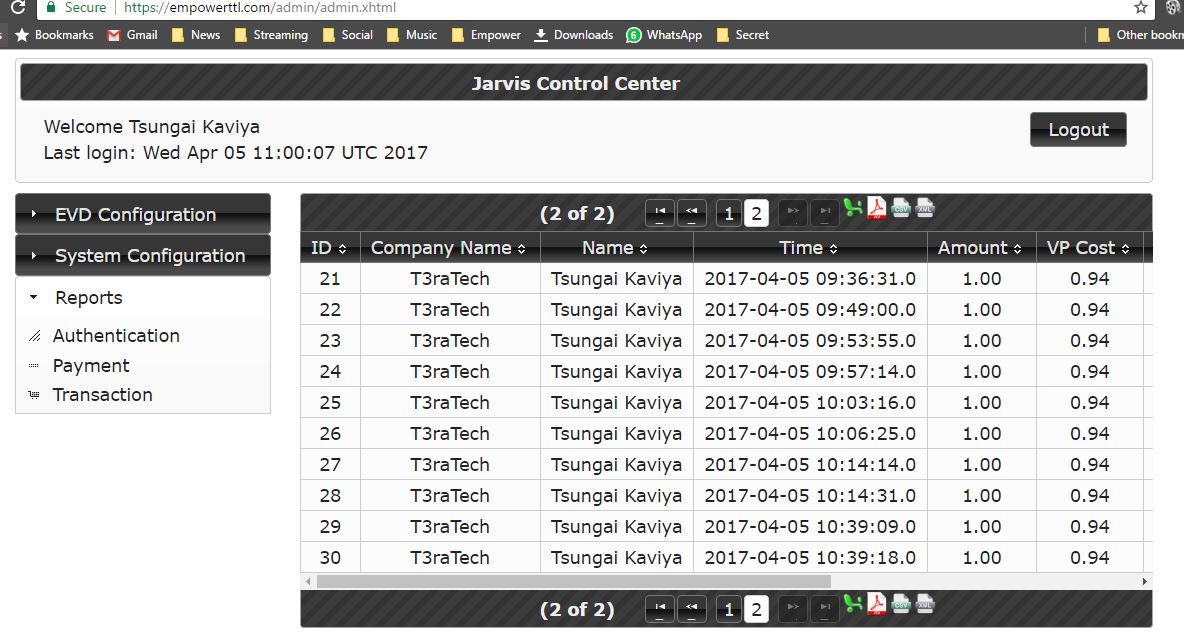 Secure https://empowerttl.com/admin/admin.xhtml
Bookmarks Gmail News Streaming Social Music Empower Downloads 6 WhatsApp Secret Other bookm
Jarvis Control Center
Welcome Tsungai Kaviya
Logout
Last login: Wed Apr 05 11:00:07 UTC 2017
EVD Configuration
System Configuration
Reports
Authentication
Payment
Transaction
(2 of 2) 1 2 PDF CSV XML
ID Company Name Name Time Amount VP Cost
21 T3raTech Tsungai Kaviya 2017-04-05 09:36:31.0 1.00 0.94
22 T3raTech Tsungai Kaviya 2017-04-05 09:49:00.0 1.00 0.94
23 T3raTech Tsungai Kaviya 2017-04-05 09:53:55.0 1.00 0.94
24 T3raTech Tsungai Kaviya 2017-04-05 09:57:14.0 1.00 0.94
25 T3raTech Tsungai Kaviya 2017-04-05 10:03:16.0 1.00 0.94
26 T3raTech Tsungai Kaviya 2017-04-05 10:06:25.0 1.00 0.94
27 T3raTech Tsungai Kaviya 2017-04-05 10:14:14.0 1.00 0.94
28 T3raTech Tsungai Kaviya 2017-04-05 10:14:31.0 1.00 0.94
29 T3raTech Tsungai Kaviya 2017-04-05 10:39:09.0 1.00 0.94
30 T3raTech Tsungai Kaviya 2017-04-05 10:39:18.0 1.00 0.94
(2 of 2) 1 2 PDF CSV XML